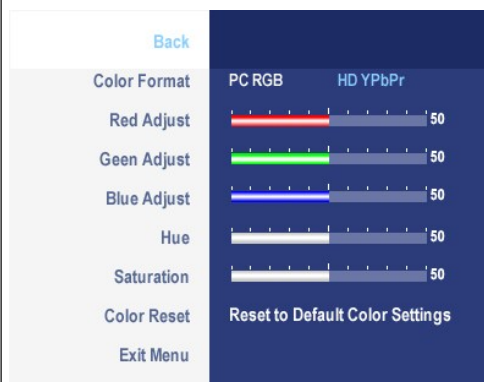 Back
Color Format PC RGB HD YPbPr
Red Adjust 50
Geen Adjust 50
Blue Adjust 50
Hue 50
Saturation 50
Color Reset Reset to Default Color Settings
Exit Menu